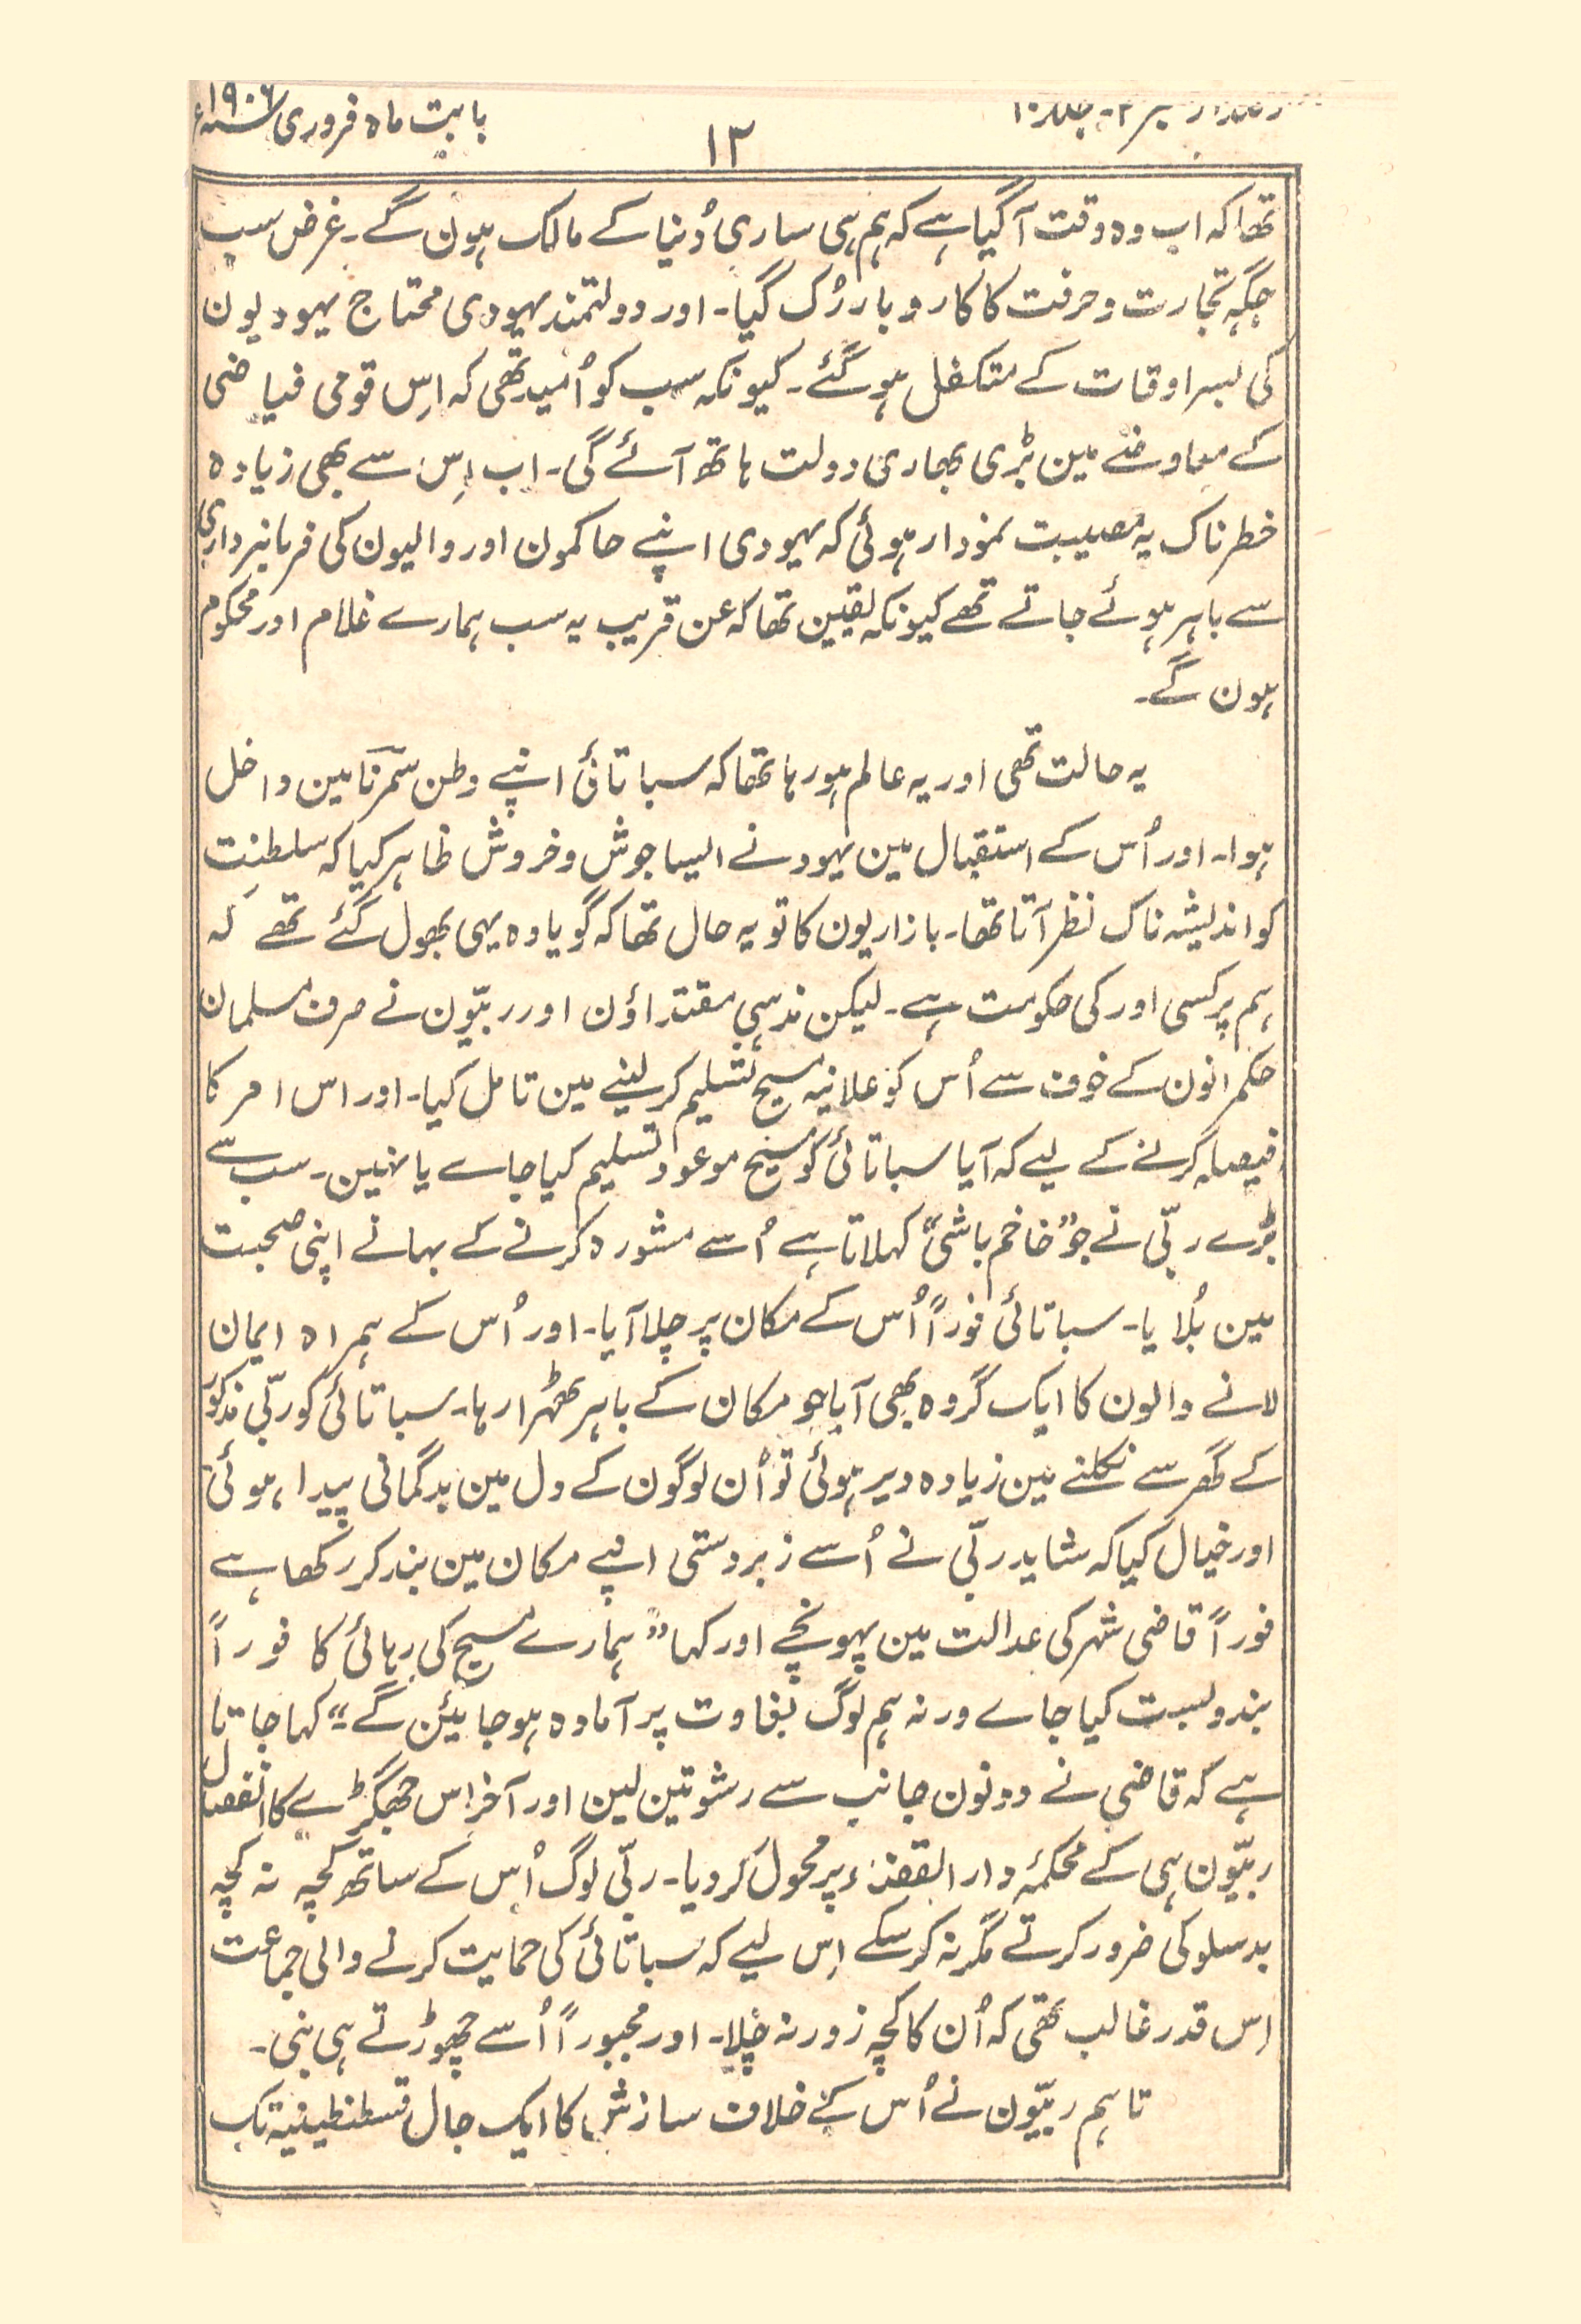 نمبر ۲- جلد ۱۰
۱۳
بابت ماہ فروری سنہ ۱۹۰۶ء
تھا کہ اب وہ وقت آگیا ہے کہ ہم ہی ساری دُنیا کے مالک ہون گے۔ غرض سب
جگہ تجارت و حرفت کا کاروبار رُک گیا۔ اور دولتمند یہودی محتاج یہودیون
کی بسر اوقات کے متکفل ہو گئے۔ کیونکہ سب کو اُمید تھی کہ اِس قومی فیاضی
کے معاوضے مین بڑی بھاری دولت ہاتھ آئے گی۔ اب اِس سے بھی زیادہ
خطرناک یہ مصیبت نمودار ہوئی کہ یہودی اپنے حاکمون اور والیون کی فرمانبرداری
سے باہر ہوئے جاتے تھے کیونکہ یقین تھا کہ عن قریب یہ سب ہمارے غلام اور محکوم
ہون گے۔
یہ حالت تھی اور یہ عالم ہو رہا تھا کہ سباتائی اپنے وطن سمرنا مین داخل
ہوا۔ اور اُس کے استقبال مین یہود نے ایسا جوش و خروش ظاہر کیا کہ سلطنت
کو اندیشہ ناک نظر آتا تھا۔ بازاریون کا تو یہ حال تھا کہ گویا وہ یہی بھول گئے تھے کہ
ہم پر کسی اور کی حکومت ہے۔ لیکن مذہبی مقتداؤن اور ربّیون نے صرف مسلمان
حکمرانون کے خوف سے اُس کو علانیہ مسیح تسلیم کر لینے مین تامل کیا۔ اور اس امر کا
فیصلہ کرنے کے لیے کہ آیا سباتائی کو مسیح موعود تسلیم کیا جاے یا نہین۔ سب سے
بڑے ربّی نے جو ”خاخم باشی“ کہلاتا ہے اُسے مشورہ کرنے کے بہانے اپنی صحبت
مین بُلایا۔ سباتائی فوراً اُس کے مکان پر چلا آیا۔ اور اُس کے ہمراہ ایمان
لانے والون کا ایک گروہ بھی آیا جو مکان کے باہر ٹھہرا رہا۔ سباتائی کو ربّی مذکور
کے گھر سے نکلنے مین زیادہ دیر ہوئی تو اُن لوگون کے دل مین بدگمانی پیدا ہوئی
اور خیال کیا کہ شاید ربّی نے اُسے زبردستی اپنے مکان مین بند کر رکھا ہے
فوراً قاضی شہر کی عدالت مین پہونچے اور کہا ”ہمارے مسیح کی رہائی کا فوراً
بندوبست کیا جاے ورنہ ہم لوگ بغاوت پر آمادہ ہو جائین گے“۔ کہا جاتا
ہے کہ قاضی نے دونون جانب سے رشوتین لین اور آخر اس جھگڑے کا انفصال
ربّیون ہی کے محکمۂ دار القضاء پر محول کر دیا۔ ربّی لوگ اُس کے ساتھ کچہ نہ کچہ
بدسلوکی ضرور کرتے مگر نہ کر سکے اِس لیے کہ سباتائی کی حمایت کرنے والی جماعت
اِس قدر غالب تھی کہ اُن کا کچہ زور نہ چلا۔ اور مجبوراً اُسے چھوڑتے ہی بنی۔
تاہم ربّیون نے اُس کے خلاف سازش کا ایک جال قسطنطینیہ تک